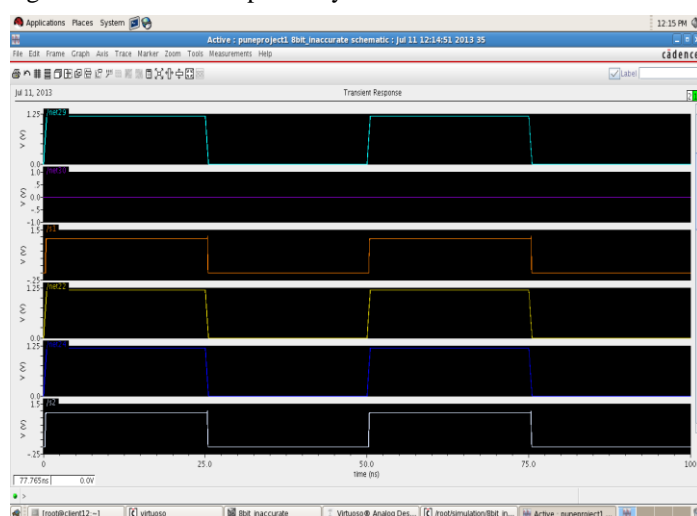 Applications Places System 12:15 PM
Active : puneproject1 8bit_inaccurate schematic : Jul 11 12:14:51 2013 35
File Edit Frame Graph Axis Trace Marker Zoom Tools Measurements Help cādence
Label
Jul 11, 2013 Transient Response
/net29
1.25
V (V)
0.0
1.0
.5
V (V)
0.0
-.5
-1.0
/s1
1.5
V (V)
-.25
/net22
1.25
V (V)
0.0
1.25
V (V)
0.0
/s2
1.5
V (V)
-.25
0 25.0 50.0 75.0 100
time (ns)
77.765ns 0.0V
>
[root@client12:~] virtuoso 8bit_inaccurate Virtuoso® Analog Des... /root/simulation/8bit_in... Active : puneproject1